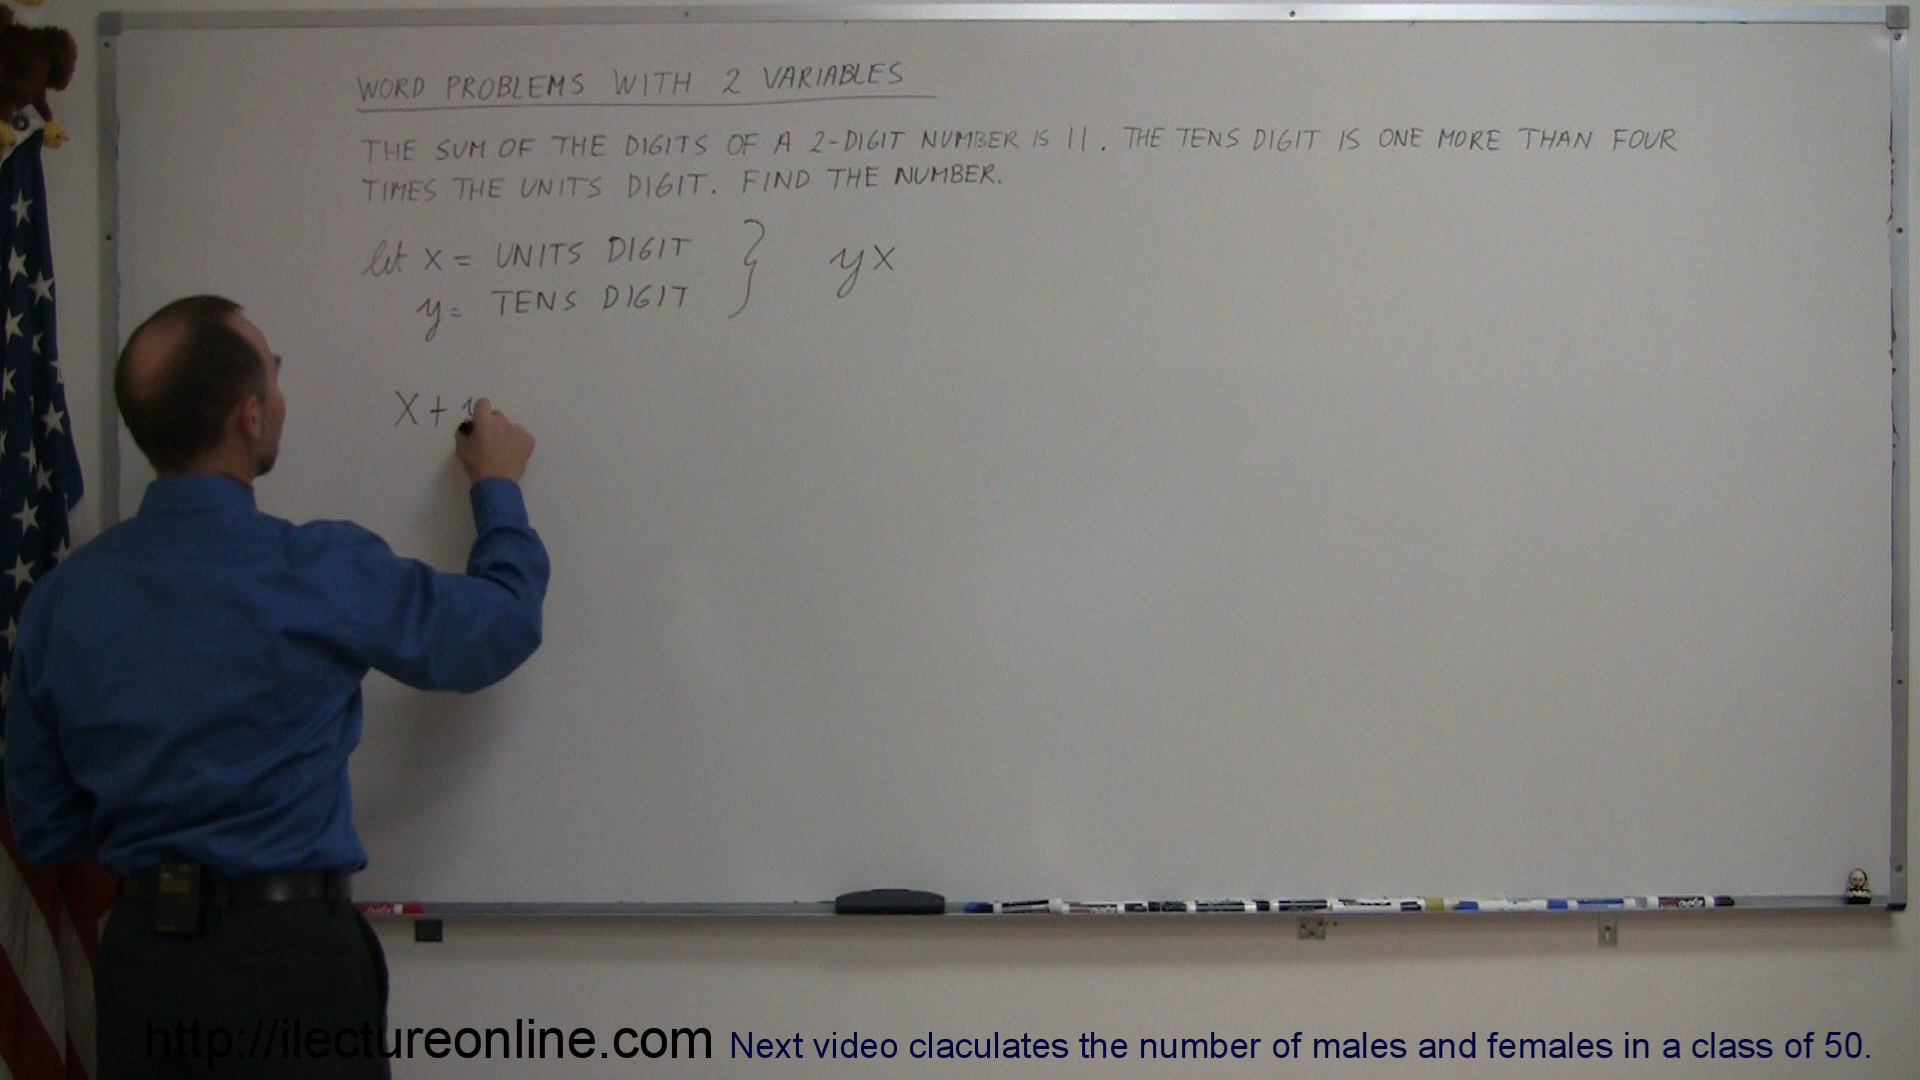 WORD PROBLEMS WITH 2 VARIABLES
THE SUM OF THE DIGITS OF A 2-DIGIT NUMBER IS 11. THE TENS DIGIT IS ONE MORE THAN FOUR
TIMES THE UNITS DIGIT. FIND THE NUMBER.
let x = UNITS DIGIT } yx
y = TENS DIGIT
X +
http://ilectureonline.com Next video claculates the number of males and females in a class of 50.